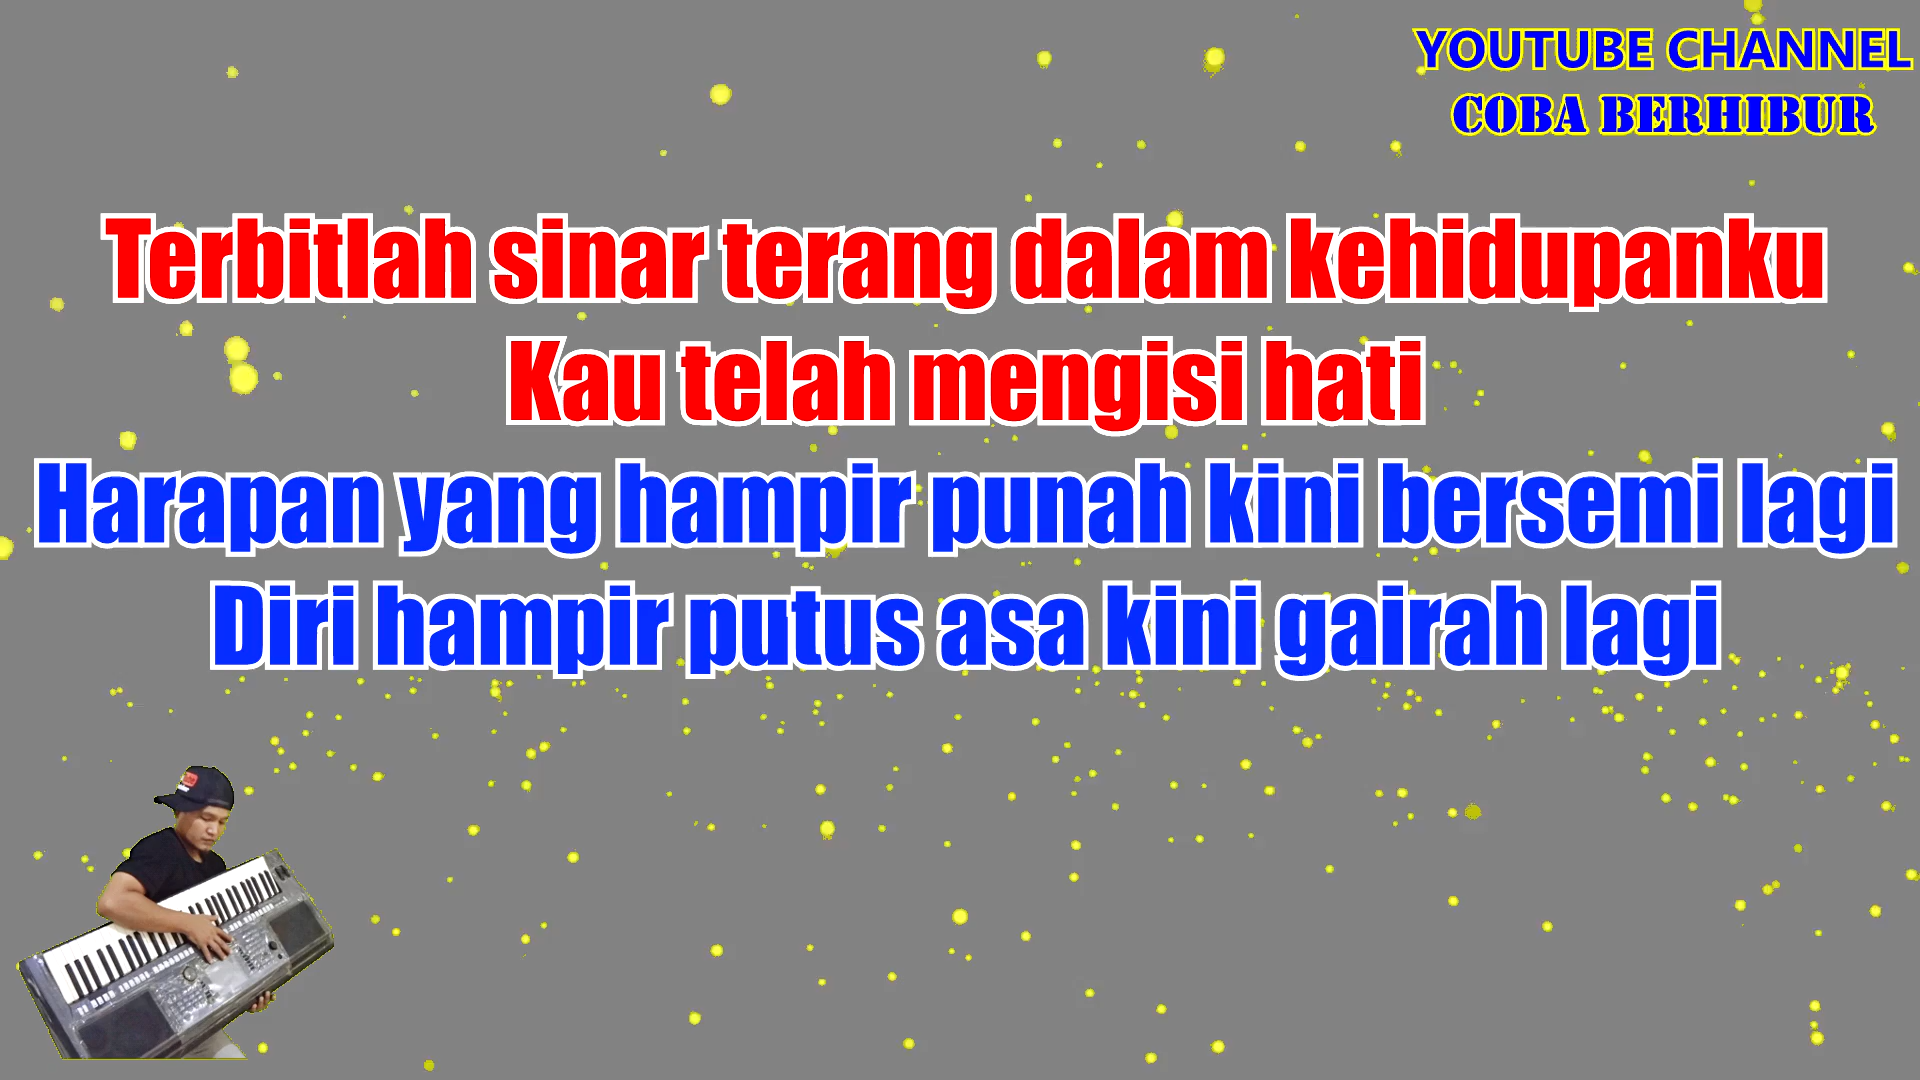 YOUTUBE CHANNEL
COBA BERHIBUR
Terbitlah sinar terang dalam kehidupanku
Kau telah mengisi hati
Harapan yang hampir punah kini bersemi lagi
Diri hampir putus asa kini gairah lagi